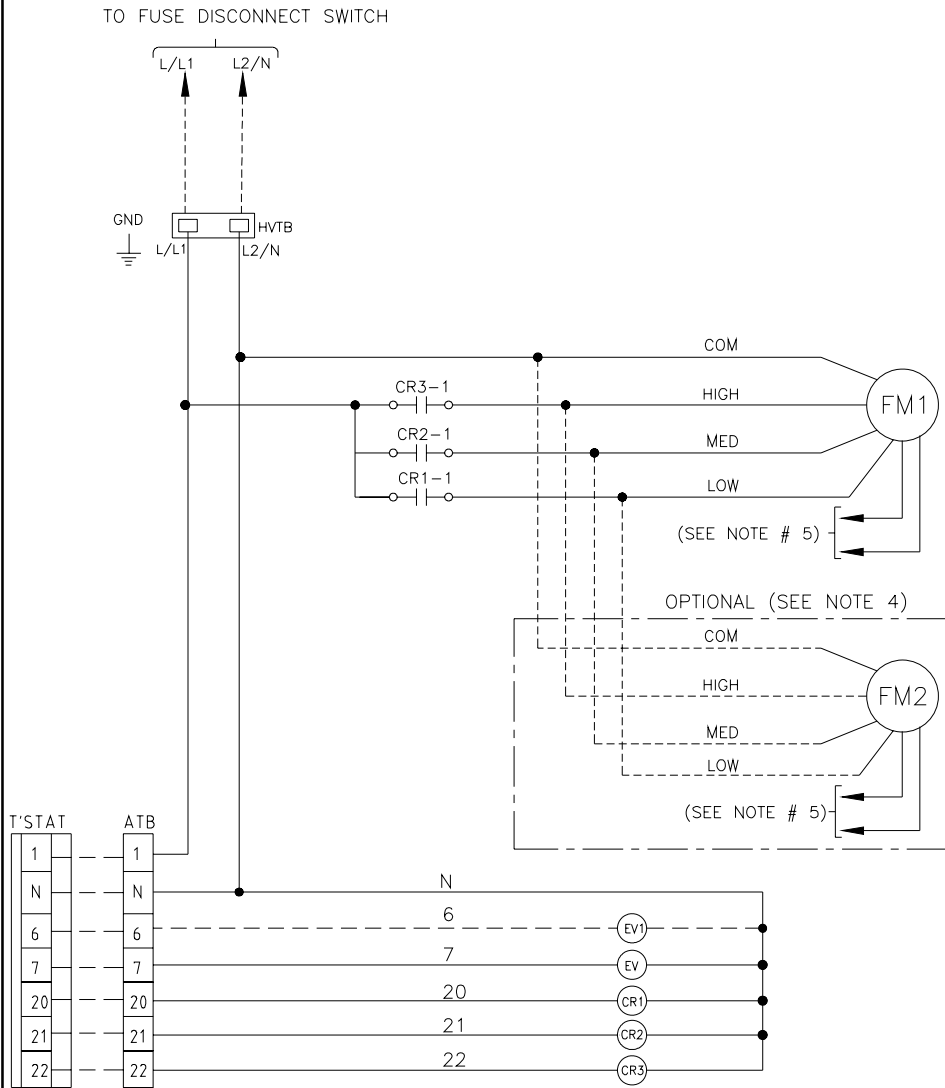 TO FUSE DISCONNECT SWITCH
L/L1 L2/N
GND
HVTB
L/L1 L2/N
COM
CR3-1
HIGH
FM1
CR2-1
MED
CR1-1
LOW
(SEE NOTE # 5)
OPTIONAL (SEE NOTE 4)
COM
HIGH
FM2
MED
LOW
(SEE NOTE # 5)
T'STAT ATB
1 1
N N N
6 6 6 EV1
7 7 7 EV
20 20 20 CR1
21 21 21 CR2
22 22 22 CR3